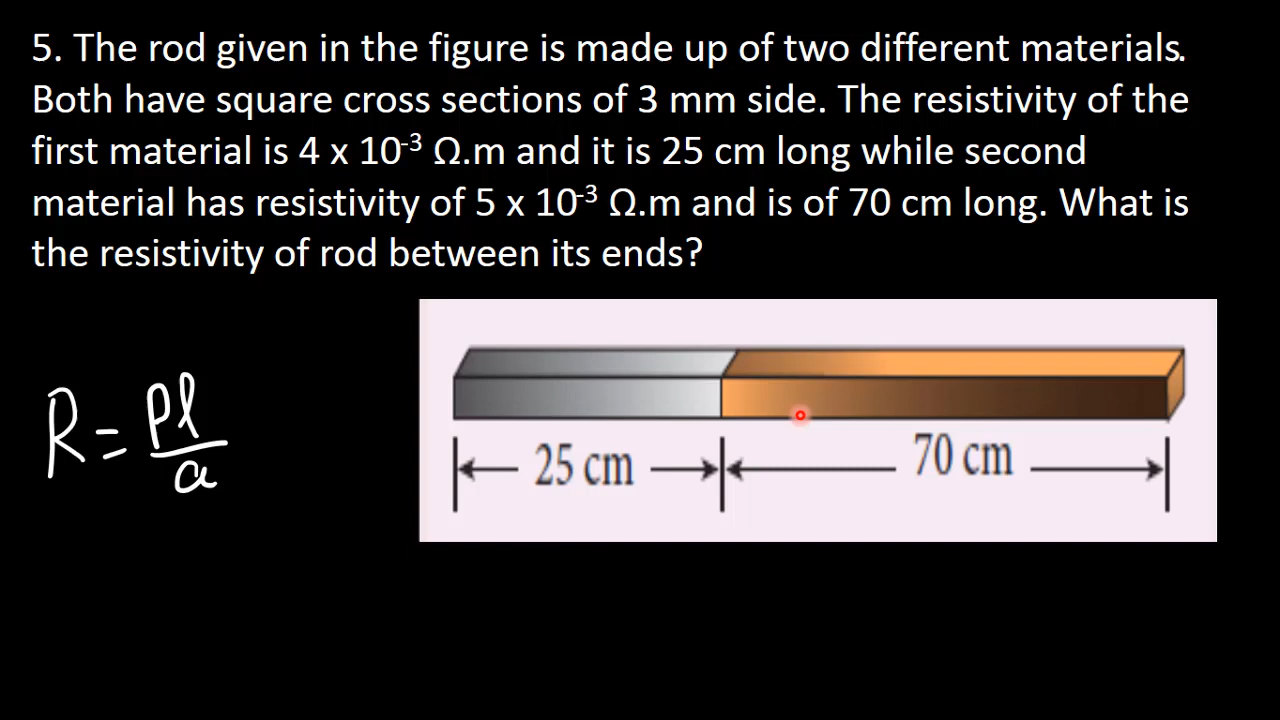 5. The rod given in the figure is made up of two different materials.
Both have square cross sections of 3 mm side. The resistivity of the
first material is 4 x 10⁻³ Ω.m and it is 25 cm long while second
material has resistivity of 5 x 10⁻³ Ω.m and is of 70 cm long. What is
the resistivity of rod between its ends?
R = ρl/a
25 cm
70 cm